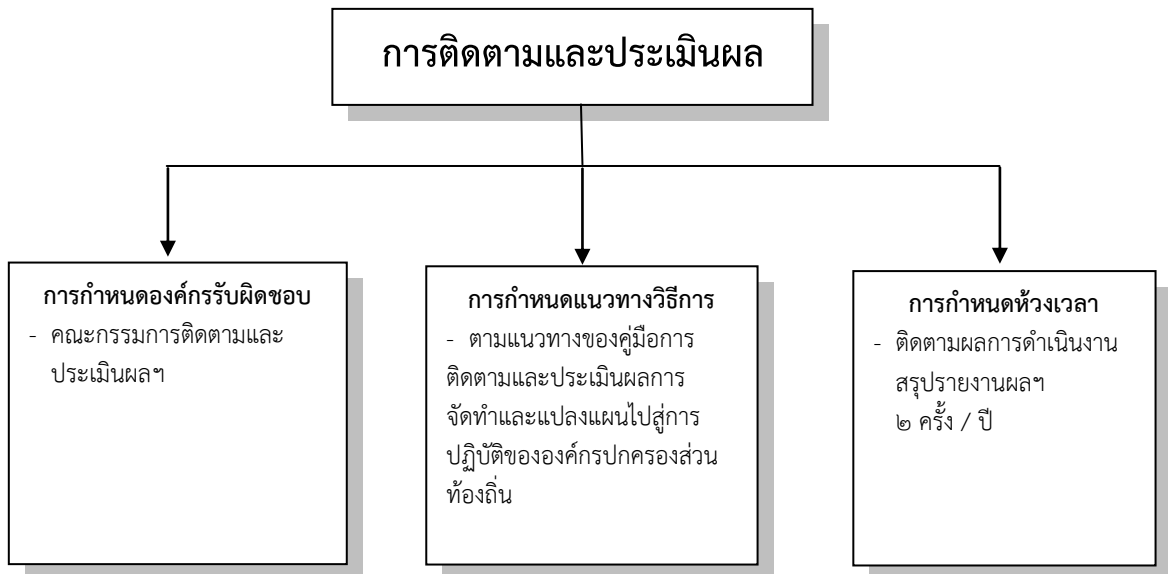 การติดตามและประเมินผล
การกำหนดองค์กรรับผิดชอบ
- คณะกรรมการติดตามและ
ประเมินผลฯ
การกำหนดแนวทางวิธีการ
- ตามแนวทางของคู่มือการ
ติดตามและประเมินผลการ
จัดทำและแปลงแผนไปสู่การ
ปฏิบัติขององค์กรปกครองส่วน
ท้องถิ่น
การกำหนดห้วงเวลา
- ติดตามผลการดำเนินงาน
สรุปรายงานผลฯ
๒ ครั้ง / ปี